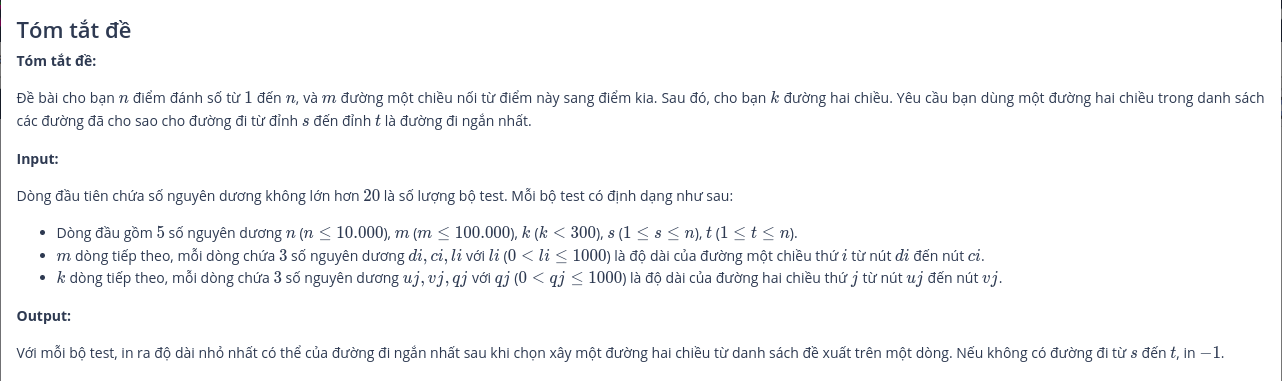 Tóm tắt đề
Tóm tắt đề:
Đề bài cho bạn n điểm đánh số từ 1 đến n, và m đường một chiều nối từ điểm này sang điểm kia. Sau đó, cho bạn k đường hai chiều. Yêu cầu bạn dùng một đường hai chiều trong danh sách
các đường đã cho sao cho đường đi từ đỉnh s đến đỉnh t là đường đi ngắn nhất.
Input:
Dòng đầu tiên chứa số nguyên dương không lớn hơn 20 là số lượng bộ test. Mỗi bộ test có định dạng như sau:
• Dòng đầu gồm 5 số nguyên dương n (n ≤ 10.000), m (m ≤ 100.000), k (k < 300), s (1 ≤ s ≤ n), t (1 ≤ t ≤ n).
• m dòng tiếp theo, mỗi dòng chứa 3 số nguyên dương di, ci, li với li (0 < li ≤ 1000) là độ dài của đường một chiều thứ i từ nút di đến nút ci.
• k dòng tiếp theo, mỗi dòng chứa 3 số nguyên dương uj, vj, qj với qj (0 < qj ≤ 1000) là độ dài của đường hai chiều thứ j từ nút uj đến nút vj.
Output:
Với mỗi bộ test, in ra độ dài nhỏ nhất có thể của đường đi ngắn nhất sau khi chọn xây một đường hai chiều từ danh sách đề xuất trên một dòng. Nếu không có đường đi từ s đến t, in −1.